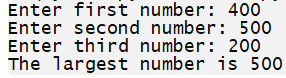 Enter first number: 400
Enter second number: 500
Enter third number: 200
The largest number is 500